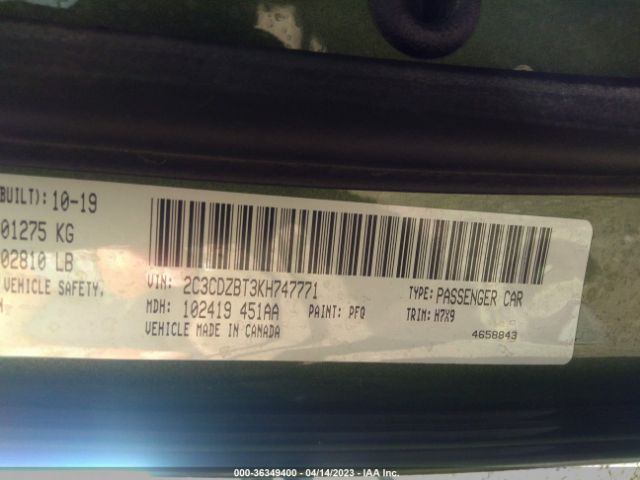 BUILT): 10-19
01275 KG
02810 LB
VEHICLE SAFETY,
VIN: 2C3CDZBT3KH747771
TYPE: PASSENGER CAR
MDH: 102419 451AA
PAINT: PFQ
TRIM: H7X9
VEHICLE MADE IN CANADA
4658843
000-36349400 - 04/14/2023 - IAA Inc.